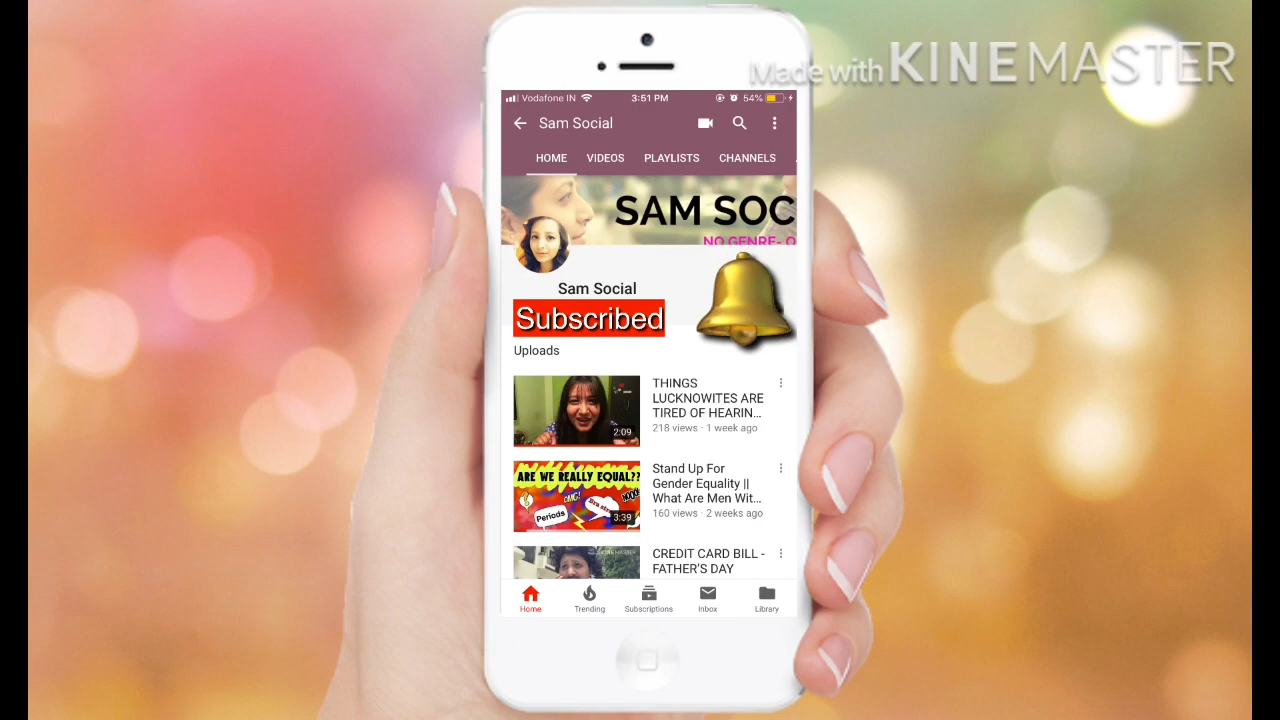 Made with KINEMASTER
Vodafone IN 3:51 PM 54%
Sam Social
HOME VIDEOS PLAYLISTS CHANNELS
SAM SOC
NO GENRE- O
Sam Social
Subscribed
Uploads
THINGS
LUCKNOWITES ARE
TIRED OF HEARIN...
218 views · 1 week ago
2:09
ARE WE REALLY EQUAL??
BANG!
Periods
3:39
Stand Up For
Gender Equality ||
What Are Men Wit...
160 views · 2 weeks ago
KINEMASTER
CREDIT CARD BILL -
FATHER'S DAY
Home Trending Subscriptions Inbox Library